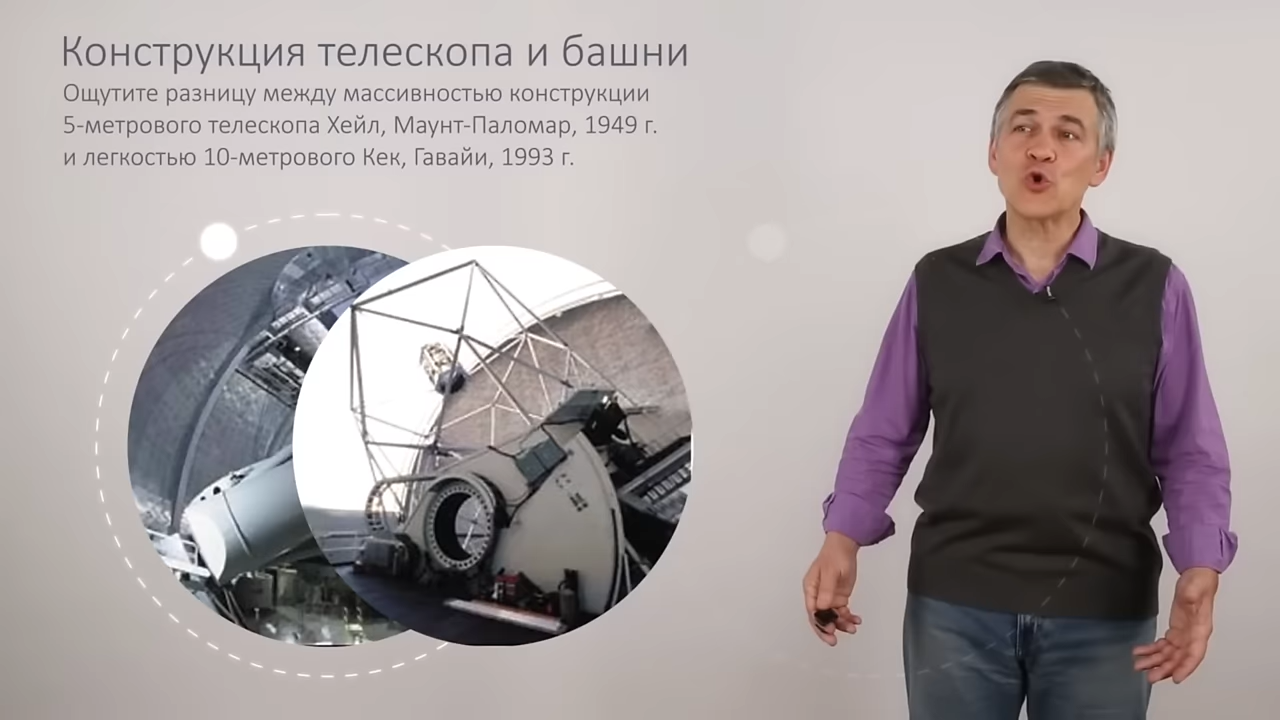 Конструкция телескопа и башни
Ощутите разницу между массивностью конструкции
5-метрового телескопа Хейл, Маунт-Паломар, 1949 г.
и легкостью 10-метрового Кек, Гавайи, 1993 г.